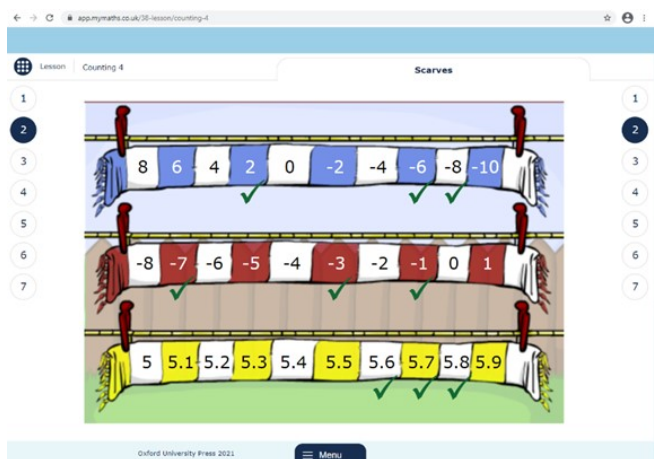 app.mymaths.co.uk/38-lesson/counting-4
Lesson Counting 4 Scarves
1 1
2 2
3 3
4 4
5 5
6 6
7 7
8 6 4 2 0 -2 -4 -6 -8 -10
-8 -7 -6 -5 -4 -3 -2 -1 0 1
5 5.1 5.2 5.3 5.4 5.5 5.6 5.7 5.8 5.9
Oxford University Press 2021 Menu